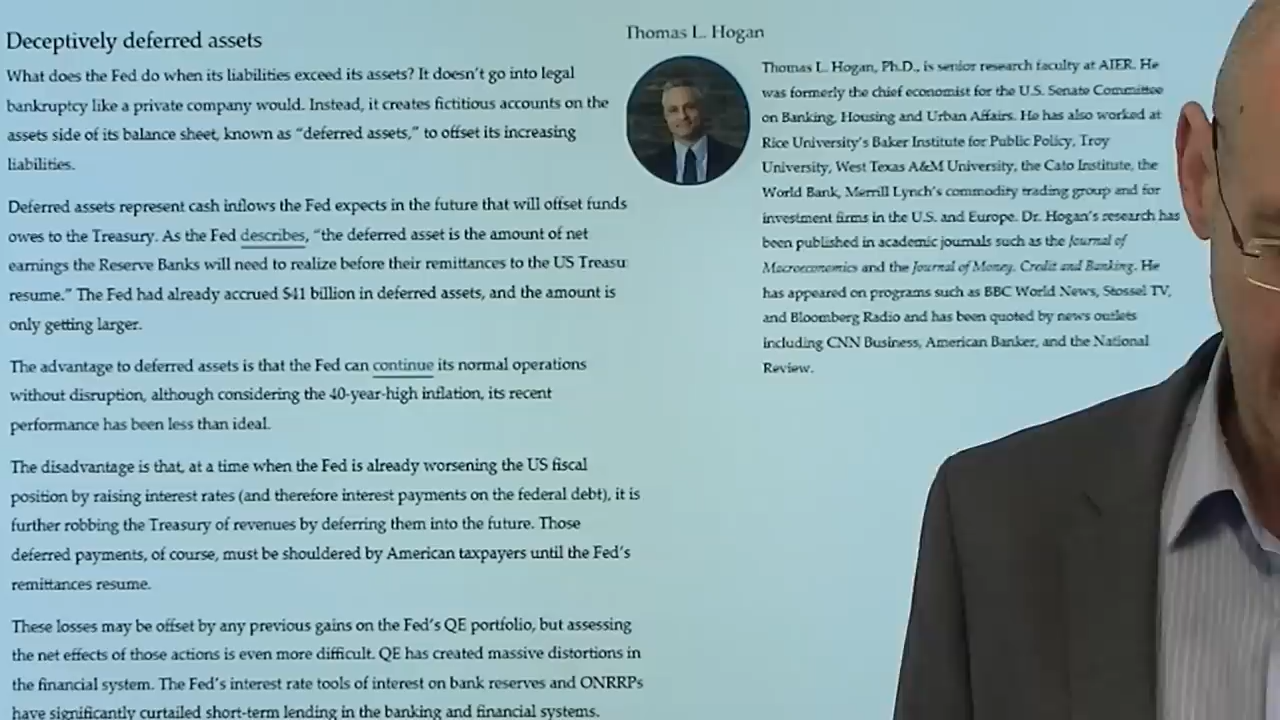 Deceptively deferred assets
What does the Fed do when its liabilities exceed its assets? It doesn't go into legal
bankruptcy like a private company would. Instead, it creates fictitious accounts on the
assets side of its balance sheet, known as “deferred assets,” to offset its increasing
liabilities.
Deferred assets represent cash inflows the Fed expects in the future that will offset funds
owes to the Treasury. As the Fed describes, “the deferred asset is the amount of net
earnings the Reserve Banks will need to realize before their remittances to the US Treasu
resume.” The Fed had already accrued $41 billion in deferred assets, and the amount is
only getting larger.
The advantage to deferred assets is that the Fed can continue its normal operations
without disruption, although considering the 40-year-high inflation, its recent
performance has been less than ideal.
The disadvantage is that, at a time when the Fed is already worsening the US fiscal
position by raising interest rates (and therefore interest payments on the federal debt), it is
further robbing the Treasury of revenues by deferring them into the future. Those
deferred payments, of course, must be shouldered by American taxpayers until the Fed's
remittances resume.
These losses may be offset by any previous gains on the Fed's QE portfolio, but assessing
the net effects of those actions is even more difficult. QE has created massive distortions in
the financial system. The Fed's interest rate tools of interest on bank reserves and ONRRPs
have significantly curtailed short-term lending in the banking and financial systems.
Thomas L. Hogan
Thomas L. Hogan, Ph.D., is senior research faculty at AIER. He
was formerly the chief economist for the U.S. Senate Committee
on Banking, Housing and Urban Affairs. He has also worked at
Rice University's Baker Institute for Public Policy, Troy
University, West Texas A&M University, the Cato Institute, the
World Bank, Merrill Lynch's commodity trading group and for
investment firms in the U.S. and Europe. Dr. Hogan's research has
been published in academic journals such as the Journal of
Macroeconomics and the Journal of Money, Credit and Banking. He
has appeared on programs such as BBC World News, Stossel TV,
and Bloomberg Radio and has been quoted by news outlets
including CNN Business, American Banker, and the National
Review.